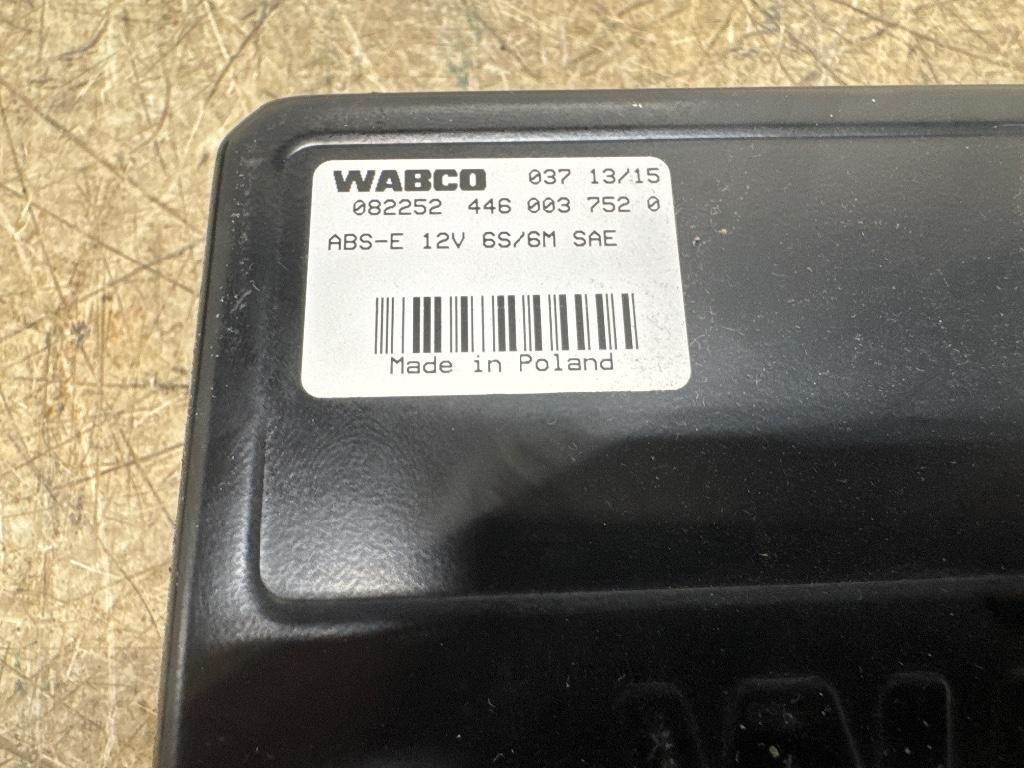 WABCO 037 13/15
082252 446 003 752 0
ABS-E 12V 6S/6M SAE
Made in Poland